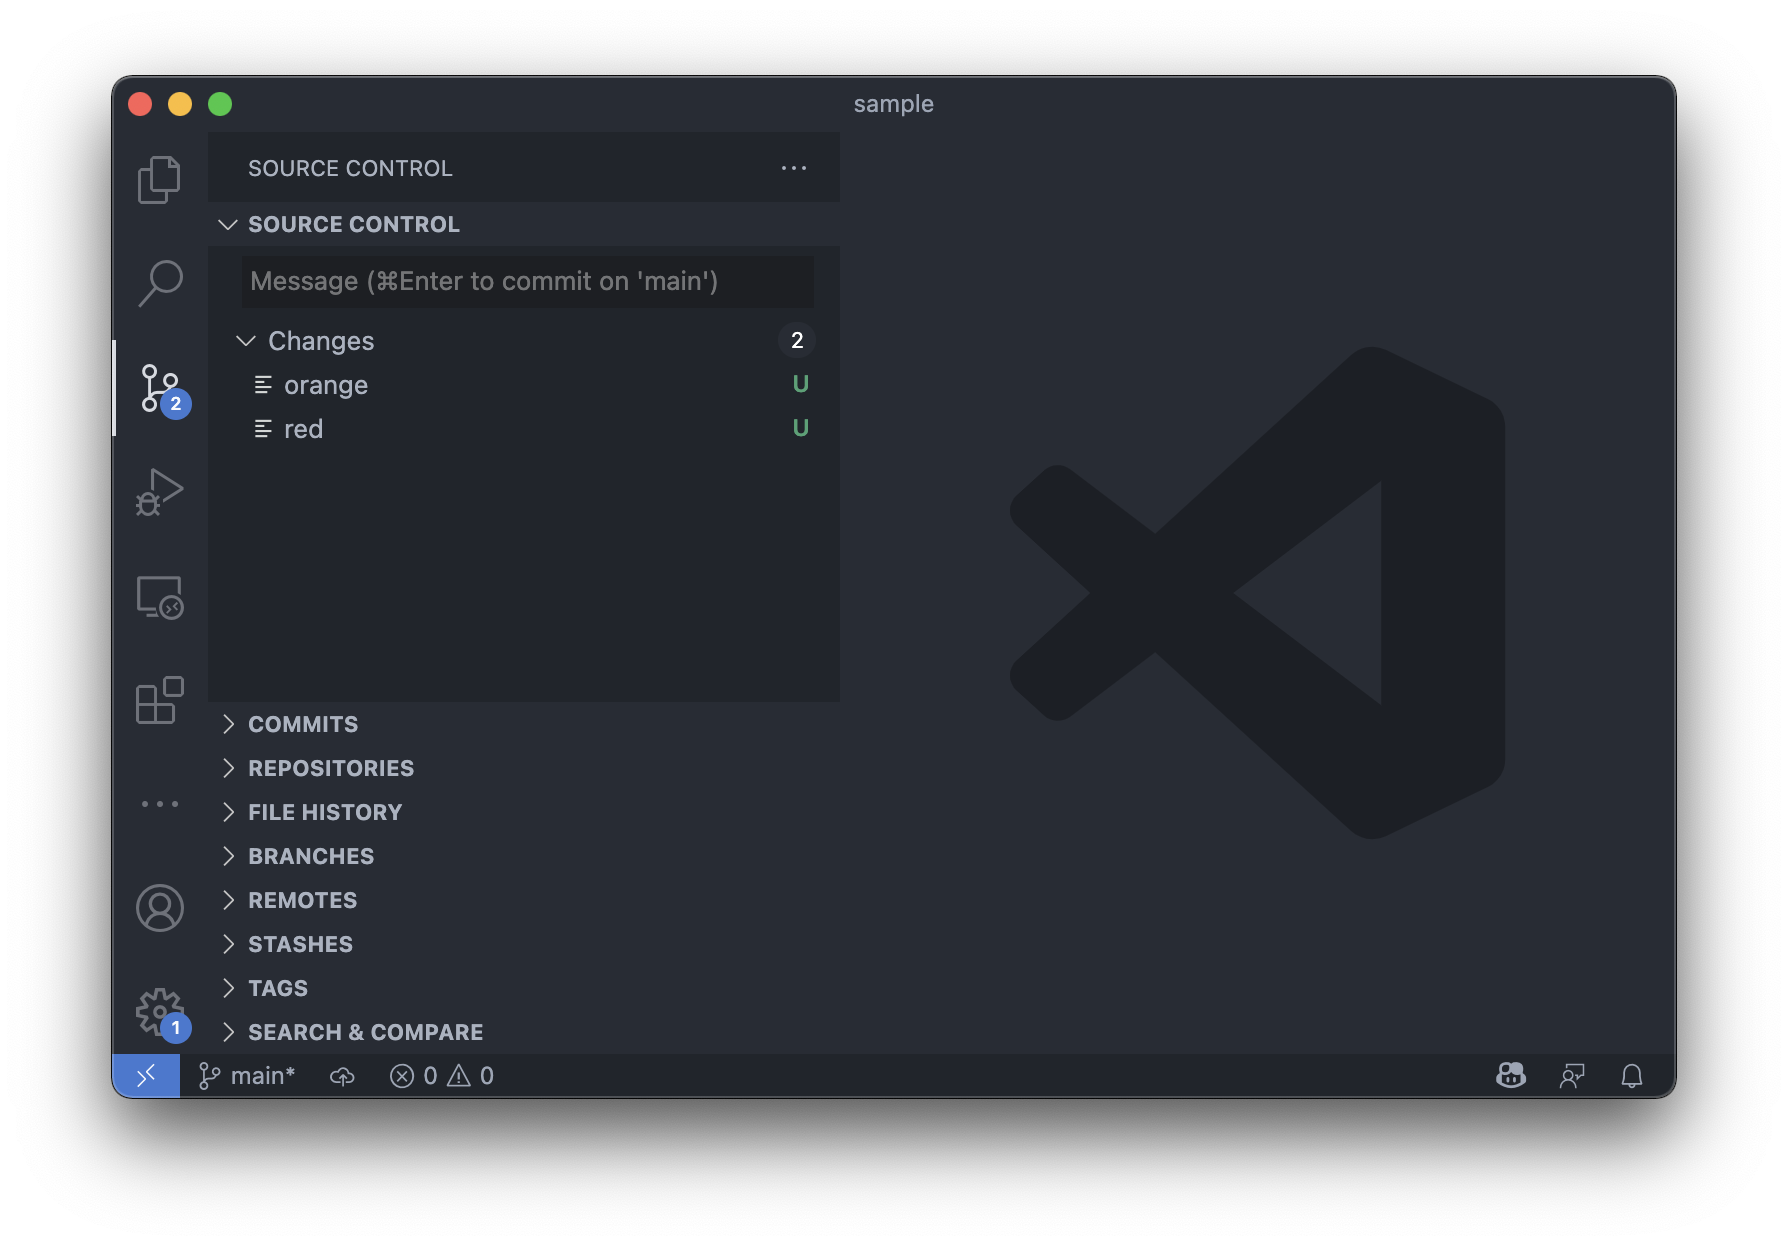 sample
SOURCE CONTROL
SOURCE CONTROL
Message (⌘Enter to commit on 'main')
Changes 2
orange U
red U
2
COMMITS
REPOSITORIES
FILE HISTORY
BRANCHES
REMOTES
STASHES
TAGS
1
SEARCH & COMPARE
main* 0 0